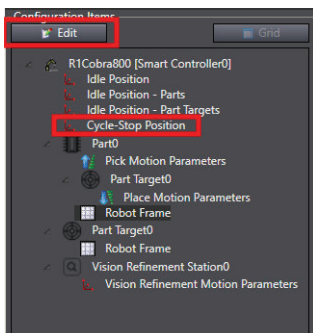 Configuration Items
Edit
Grid
R1Cobra800 [Smart Controller0]
Idle Position
Idle Position - Parts
Idle Position - Part Targets
Cycle-Stop Position
Part0
Pick Motion Parameters
Part Target0
Place Motion Parameters
Robot Frame
Part Target0
Robot Frame
Vision Refinement Station0
Vision Refinement Motion Parameters